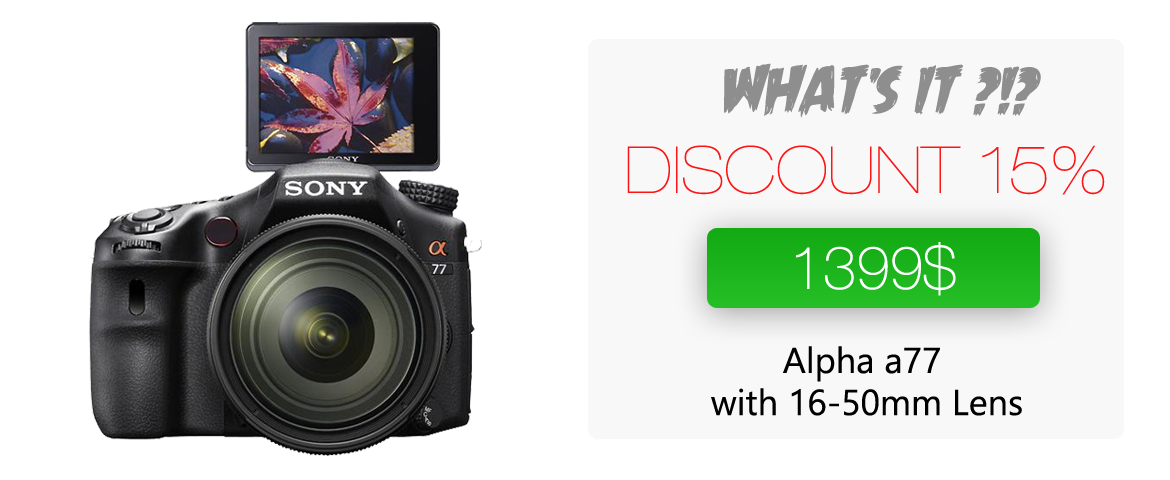 SONY
SONY
α
77
WHAT'S IT ?!?
DISCOUNT 15%
1399$
Alpha a77
with 16-50mm Lens